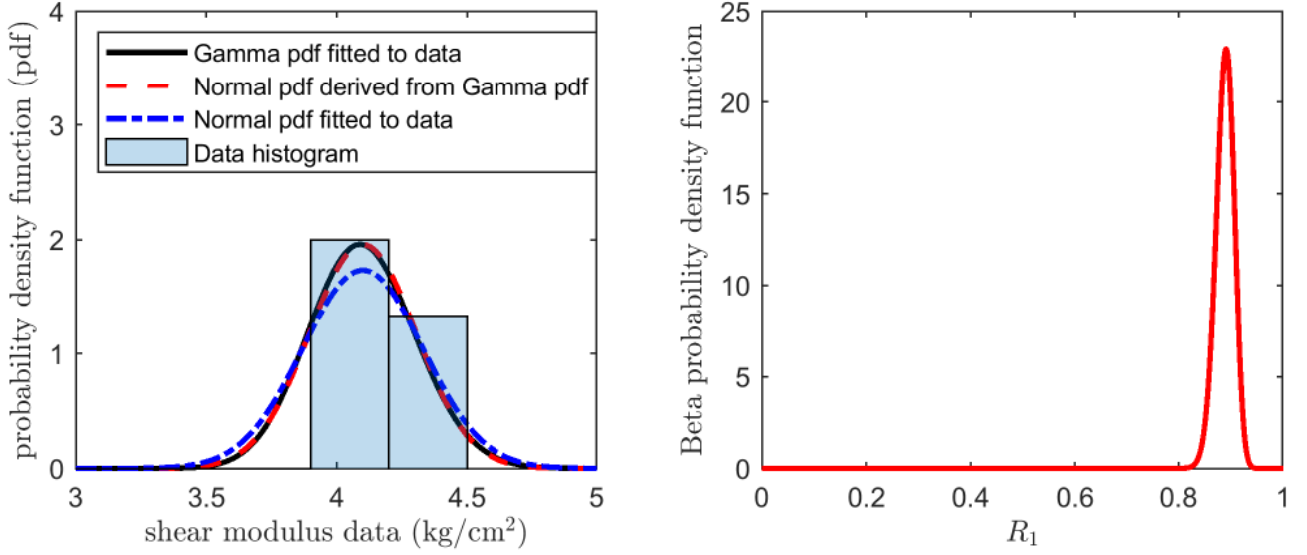 probability density function (pdf)
4
3
2
1
0
Gamma pdf fitted to data
Normal pdf derived from Gamma pdf
Normal pdf fitted to data
Data histogram
3 3.5 4 4.5 5
shear modulus data (kg/cm²)
Beta probability density function
25
20
15
10
5
0
0 0.2 0.4 0.6 0.8 1
R₁